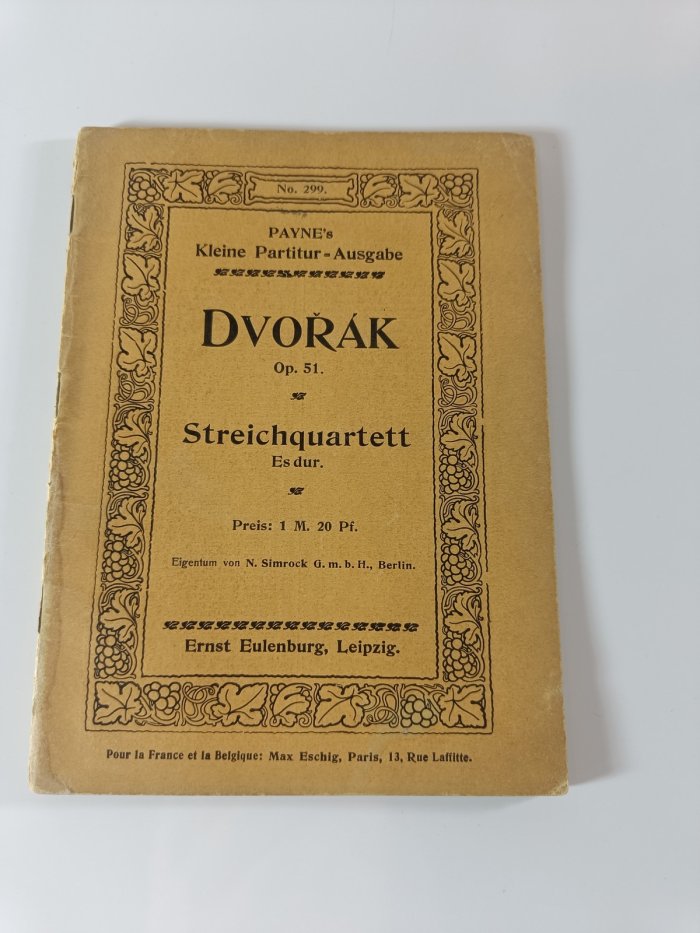 No. 299.
PAYNE's
Kleine Partitur-Ausgabe
DVOŘÁK
Op. 51.
Streichquartett
Es dur.
Preis: 1 M. 20 Pf.
Eigentum von N. Simrock G. m. b. H., Berlin.
Ernst Eulenburg, Leipzig.
Pour la France et la Belgique: Max Eschig, Paris, 13, Rue Laffitte.